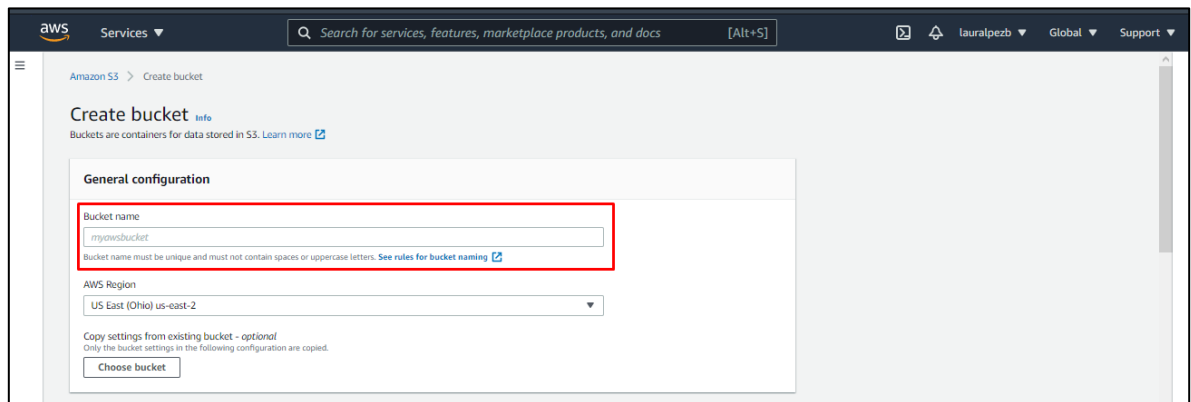 aws Services ▼ Search for services, features, marketplace products, and docs [Alt+S] lauralpezb ▼ Global ▼ Support ▼
Amazon S3 > Create bucket
Create bucket Info
Buckets are containers for data stored in S3. Learn more
General configuration
Bucket name
myawsbucket
Bucket name must be unique and must not contain spaces or uppercase letters. See rules for bucket naming
AWS Region
US East (Ohio) us-east-2
Copy settings from existing bucket - optional
Only the bucket settings in the following configuration are copied.
Choose bucket